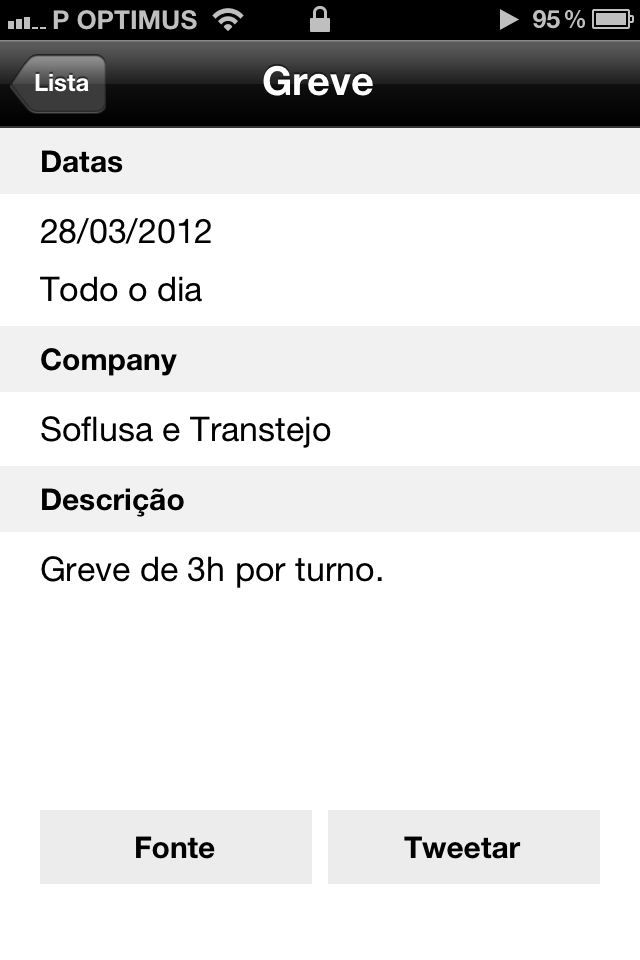 P OPTIMUS 95 %
Lista Greve
Datas
28/03/2012
Todo o dia
Company
Soflusa e Transtejo
Descrição
Greve de 3h por turno.
Fonte Tweetar